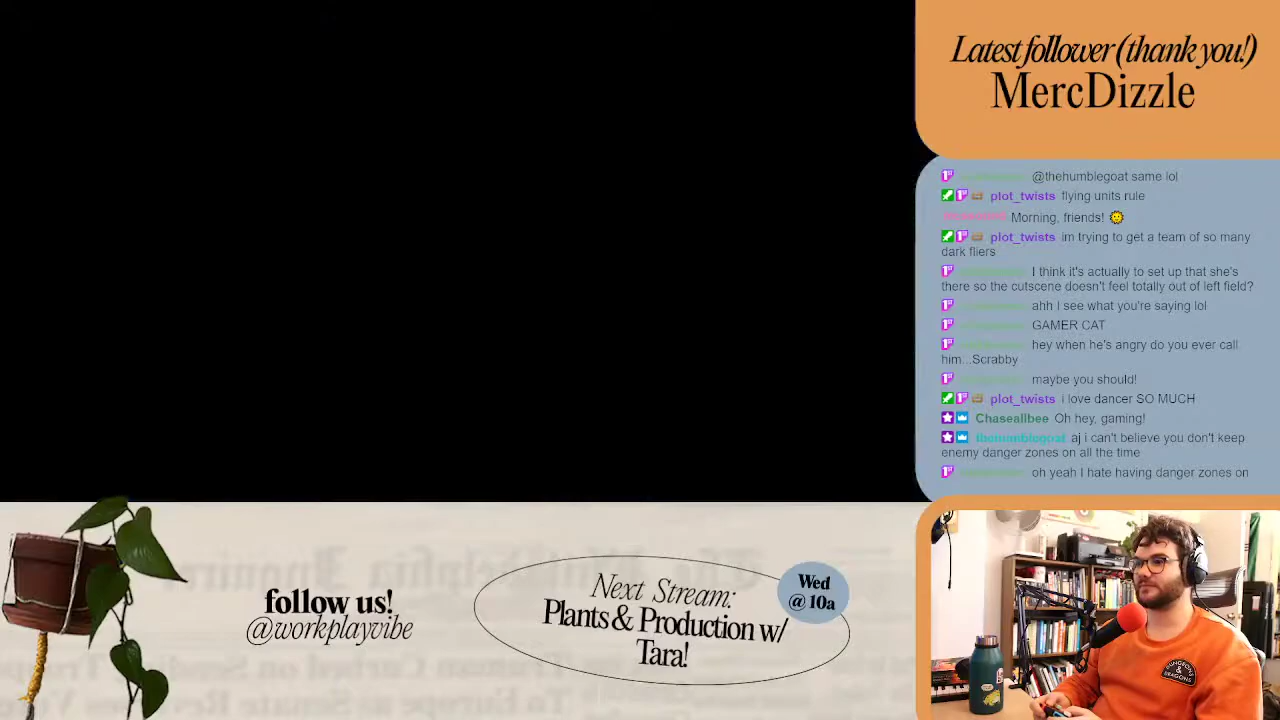 Latest follower (thank you!)
MercDizzle
@thehumblegoat same lol
plot_twists flying units rule
Morning, friends!
plot_twists im trying to get a team of so many
dark fliers
I think it's actually to set up that she's
there so the cutscene doesn't feel totally out of left field?
ahh I see what you're saying lol
GAMER CAT
hey when he's angry do you ever call
him...Scrabby
maybe you should!
plot_twists i love dancer SO MUCH
Chaseallbee Oh hey, gaming!
thehumblegoat aj i can't believe you don't keep
enemy danger zones on all the time
oh yeah I hate having danger zones on
follow us!
@workplayvibe
Next Stream:
Plants & Production w/
Tara!
Wed
@ 10a
DUNGEONS
&
DRAGONS